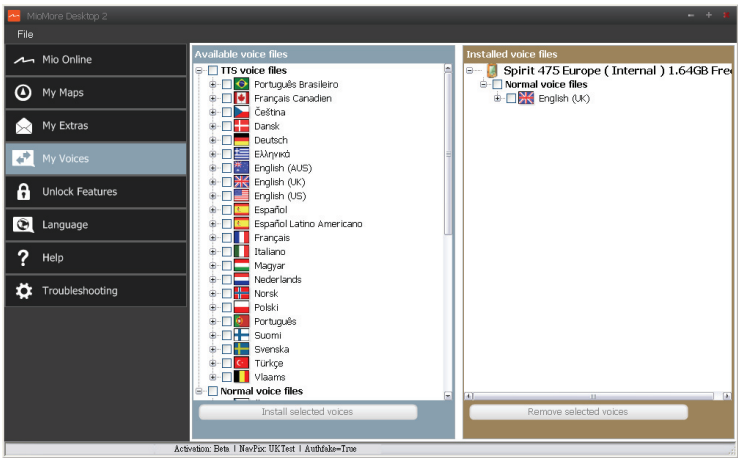 MioMore Desktop 2
File
Mio Online
My Maps
My Extras
My Voices
Unlock Features
Language
Help
Troubleshooting
Available voice files
TTS voice files
Português Brasileiro
Français Canadien
Čeština
Dansk
Deutsch
Ελληνικά
English (AUS)
English (UK)
English (US)
Español
Español Latino Americano
Français
Italiano
Magyar
Nederlands
Norsk
Polski
Português
Suomi
Svenska
Türkçe
Vlaams
Normal voice files
Install selected voices
Installed voice files
Spirit 475 Europe ( Internal ) 1.64GB Free
Normal voice files
English (UK)
Remove selected voices
Activation: Beta | NavPix: UKTest | Authfake=True